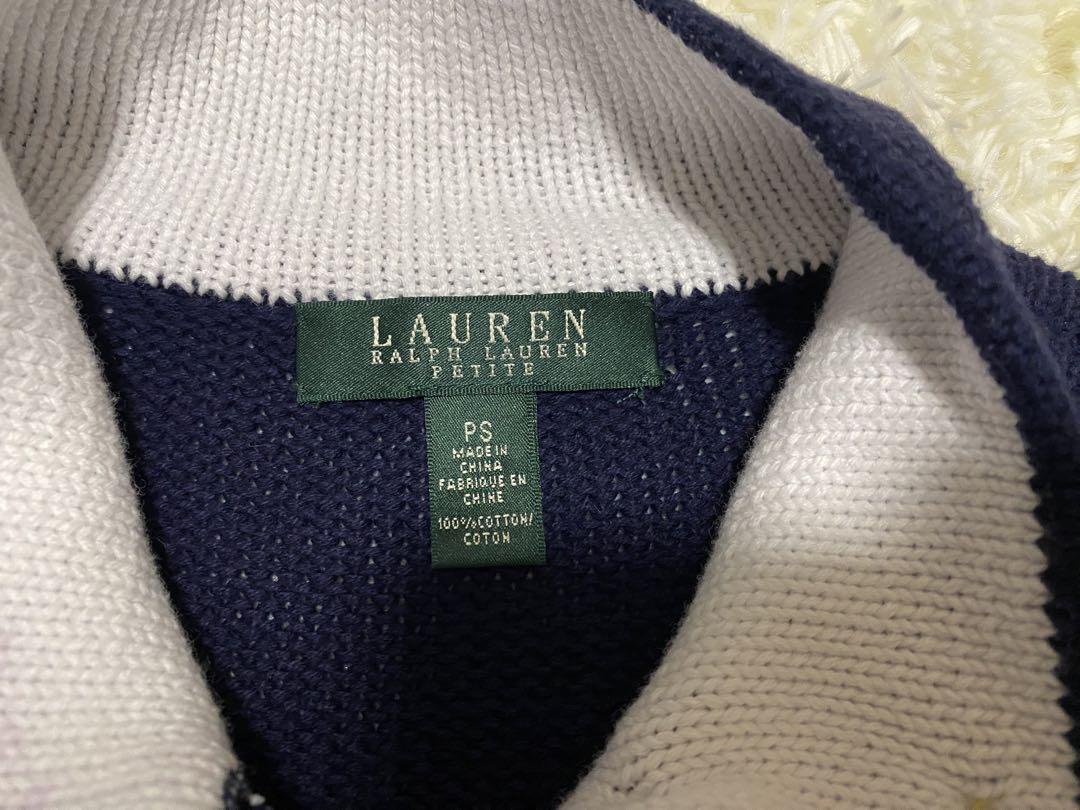 LAUREN
RALPH LAUREN
PETITE
PS
MADE IN
CHINA
FABRIQUE EN
CHINE
100%COTTON/
COTON